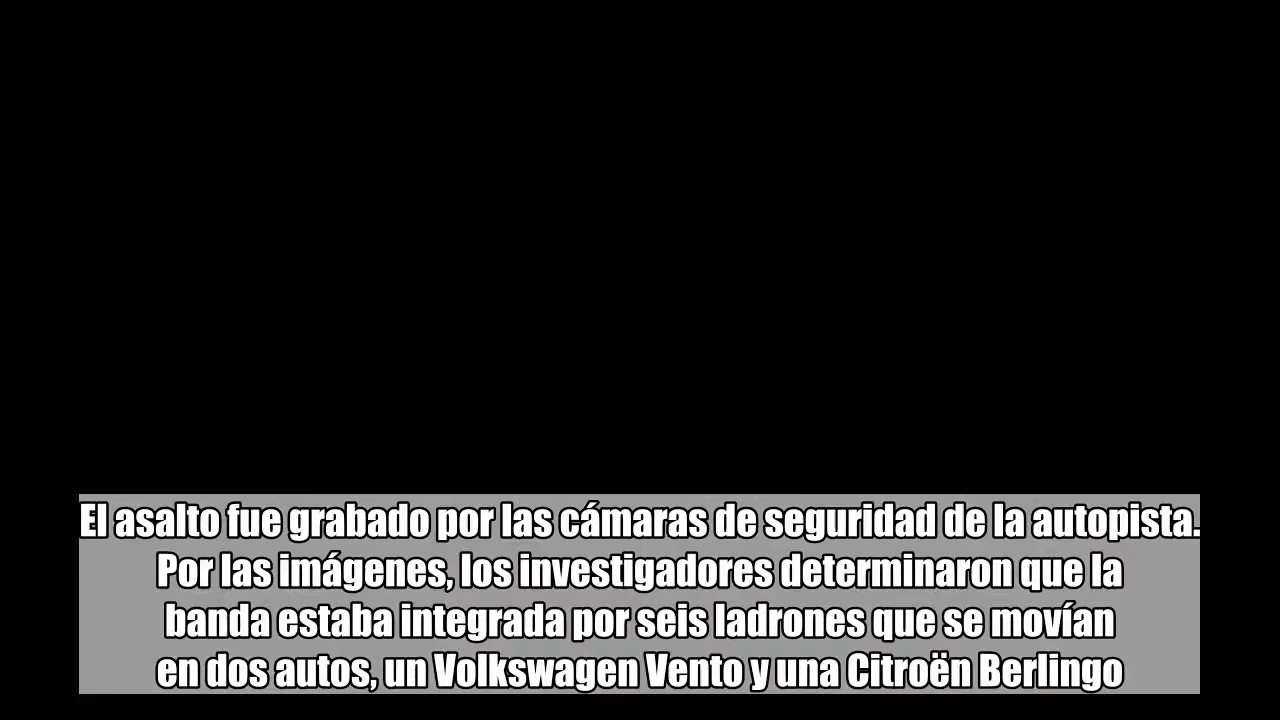 El asalto fue grabado por las cámaras de seguridad de la autopista.
Por las imágenes, los investigadores determinaron que la
banda estaba integrada por seis ladrones que se movían
en dos autos, un Volkswagen Vento y una Citroën Berlingo